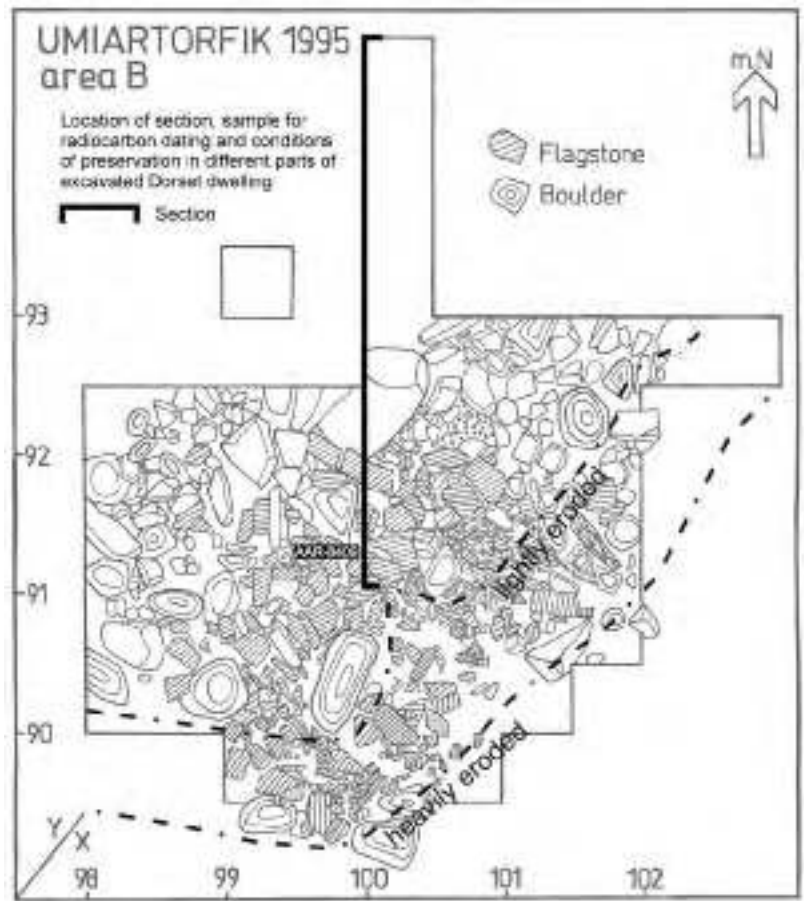 UMIARTORFIK 1995
area B
Location of section, sample for
radiocarbon dating and conditions
of preservation in different parts of
excavated Dorset dwelling
Section
m.N
Flagstone
Boulder
93
92
lightly eroded
91
90
heavily eroded
Y
X
98 99 100 101 102